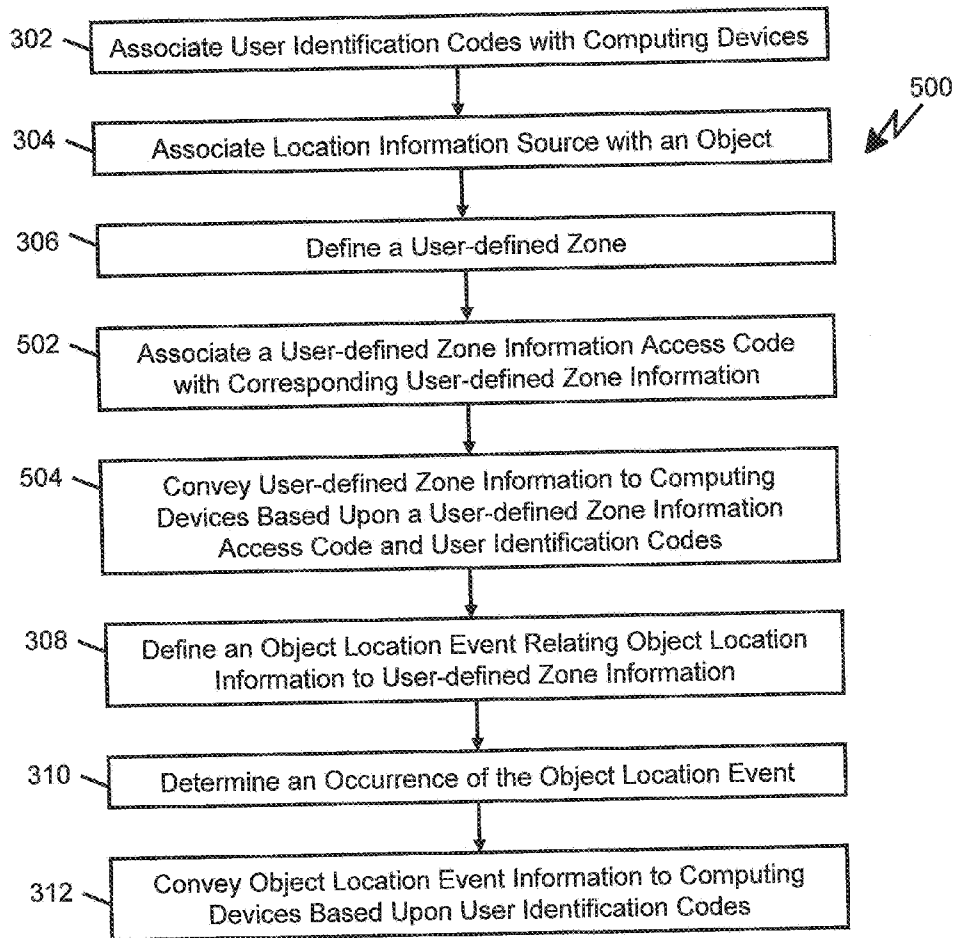 302
Associate User Identification Codes with Computing Devices
500
304
Associate Location Information Source with an Object
306
Define a User-defined Zone
502
Associate a User-defined Zone Information Access Code
with Corresponding User-defined Zone Information
504
Convey User-defined Zone Information to Computing
Devices Based Upon a User-defined Zone Information
Access Code and User Identification Codes
308
Define an Object Location Event Relating Object Location
Information to User-defined Zone Information
310
Determine an Occurrence of the Object Location Event
312
Convey Object Location Event Information to Computing
Devices Based Upon User Identification Codes